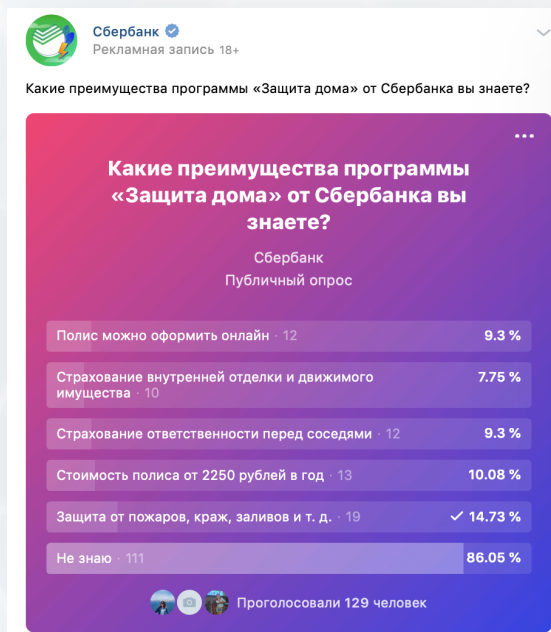 Сбербанк
Рекламная запись 18+
Какие преимущества программы «Защита дома» от Сбербанка вы знаете?
Какие преимущества программы
«Защита дома» от Сбербанка вы
знаете?
Сбербанк
Публичный опрос
Полис можно оформить онлайн · 12 9.3 %
Страхование внутренней отделки и движимого 7.75 %
имущества · 10
Страхование ответственности перед соседями · 12 9.3 %
Стоимость полиса от 2250 рублей в год · 13 10.08 %
Защита от пожаров, краж, заливов и т. д. · 19 14.73 %
Не знаю · 111 86.05 %
Проголосовали 129 человек